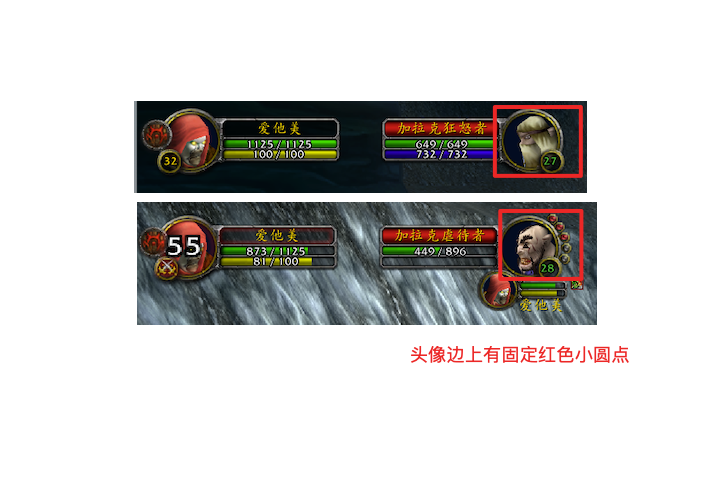 爱他美
1125 / 1125
100 / 100
32
加拉克狂怒者
649 / 649
732 / 732
27
爱他美
873 / 1125
81 / 100
55
加拉克虐待者
449 / 896
28
爱他美
头像边上有固定红色小圆点